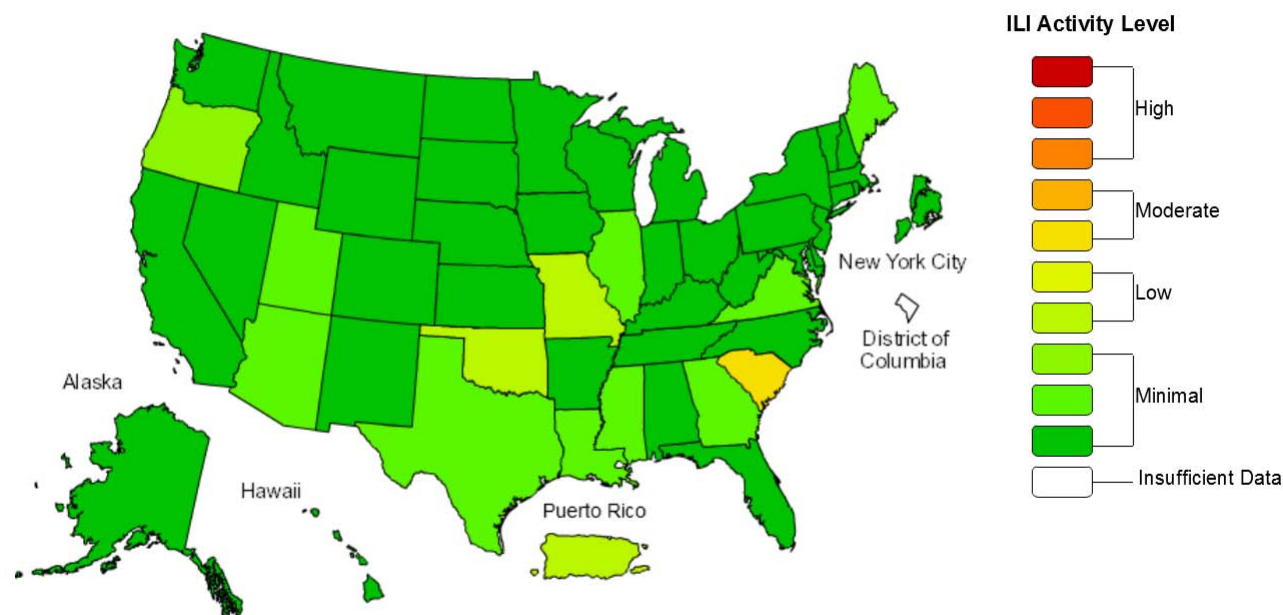 ILI Activity Level
High
Moderate
Low
Minimal
Insufficient Data
New York City
District of
Columbia
Alaska
Hawaii
Puerto Rico